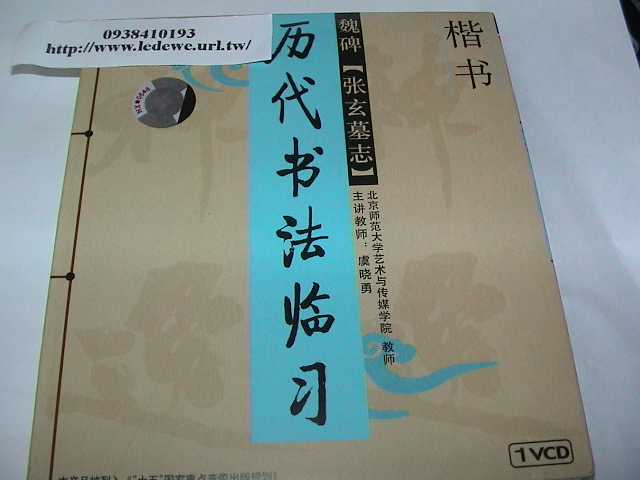 0938410193
http://www.ledewe.url.tw/
楷书
魏碑【张玄墓志】
历代书法临习
北京师范大学艺术与传媒学院 教师
主讲教师：虞晓勇
1VCD